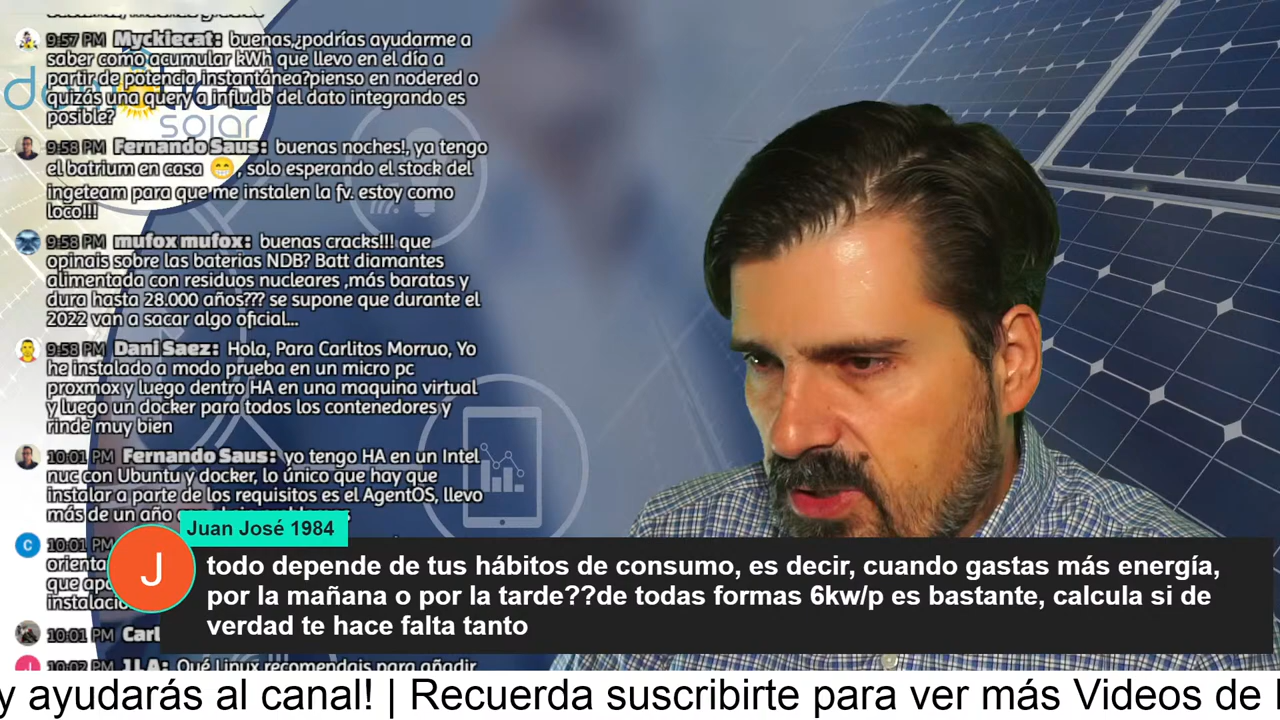 9:57 PM Myckiecat: buenas,¿podrías ayudarme a
saber como acumular kWh que llevo en el día a
partir de potencia instantánea?pienso en nodered o
quizás una query a infludb del dato integrando es
posible?
solar
9:58 PM Fernando Saus: buenas noches!, ya tengo
el batrium en casa 😁, solo esperando el stock del
ingeteam para que me instalen la fv. estoy como
loco!!!
9:58 PM mufox mufox: buenas cracks!!! que
opinais sobre las baterias NDB? Batt diamantes
alimentada con residuos nucleares ,más baratas y
dura hasta 28.000 años??? se supone que durante el
2022 van a sacar algo oficial...
9:58 PM Dani Saez: Hola, Para Carlitos Morruo, Yo
he instalado a modo prueba en un micro pc
proxmox y luego dentro HA en una maquina virtual
y luego un docker para todos los contenedores y
rinde muy bien
10:01 PM Fernando Saus: yo tengo HA en un Intel
nuc con Ubuntu y docker, lo único que hay que
instalar a parte de los requisitos es el AgentOS, llevo
más de un año
C 10:01 PM
que
10:01 PM Carl
J 10:02 PM J.L.A: Qué Linux recomendais para añadir
Juan José 1984
J
todo depende de tus hábitos de consumo, es decir, cuando gastas más energía,
por la mañana o por la tarde??de todas formas 6kw/p es bastante, calcula si de
verdad te hace falta tanto
y ayudarás al canal! | Recuerda suscribirte para ver más Videos de